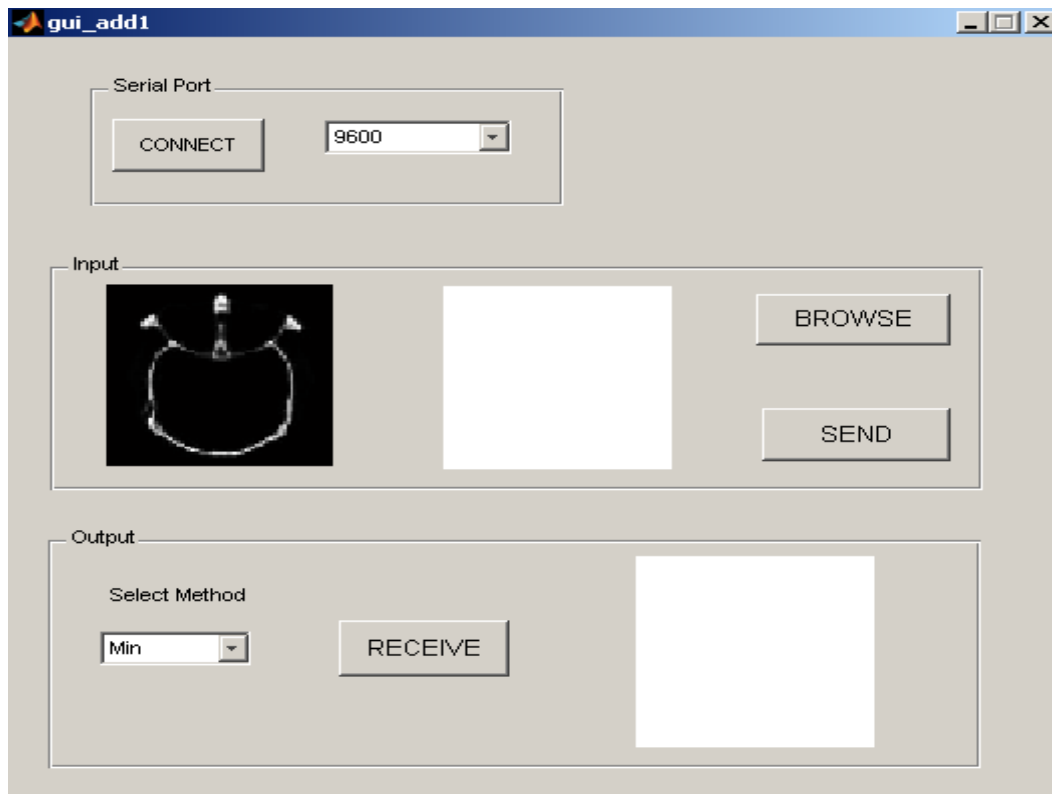 gui_add1
Serial Port
CONNECT
9600
Input
BROWSE
SEND
Output
Select Method
Min
RECEIVE